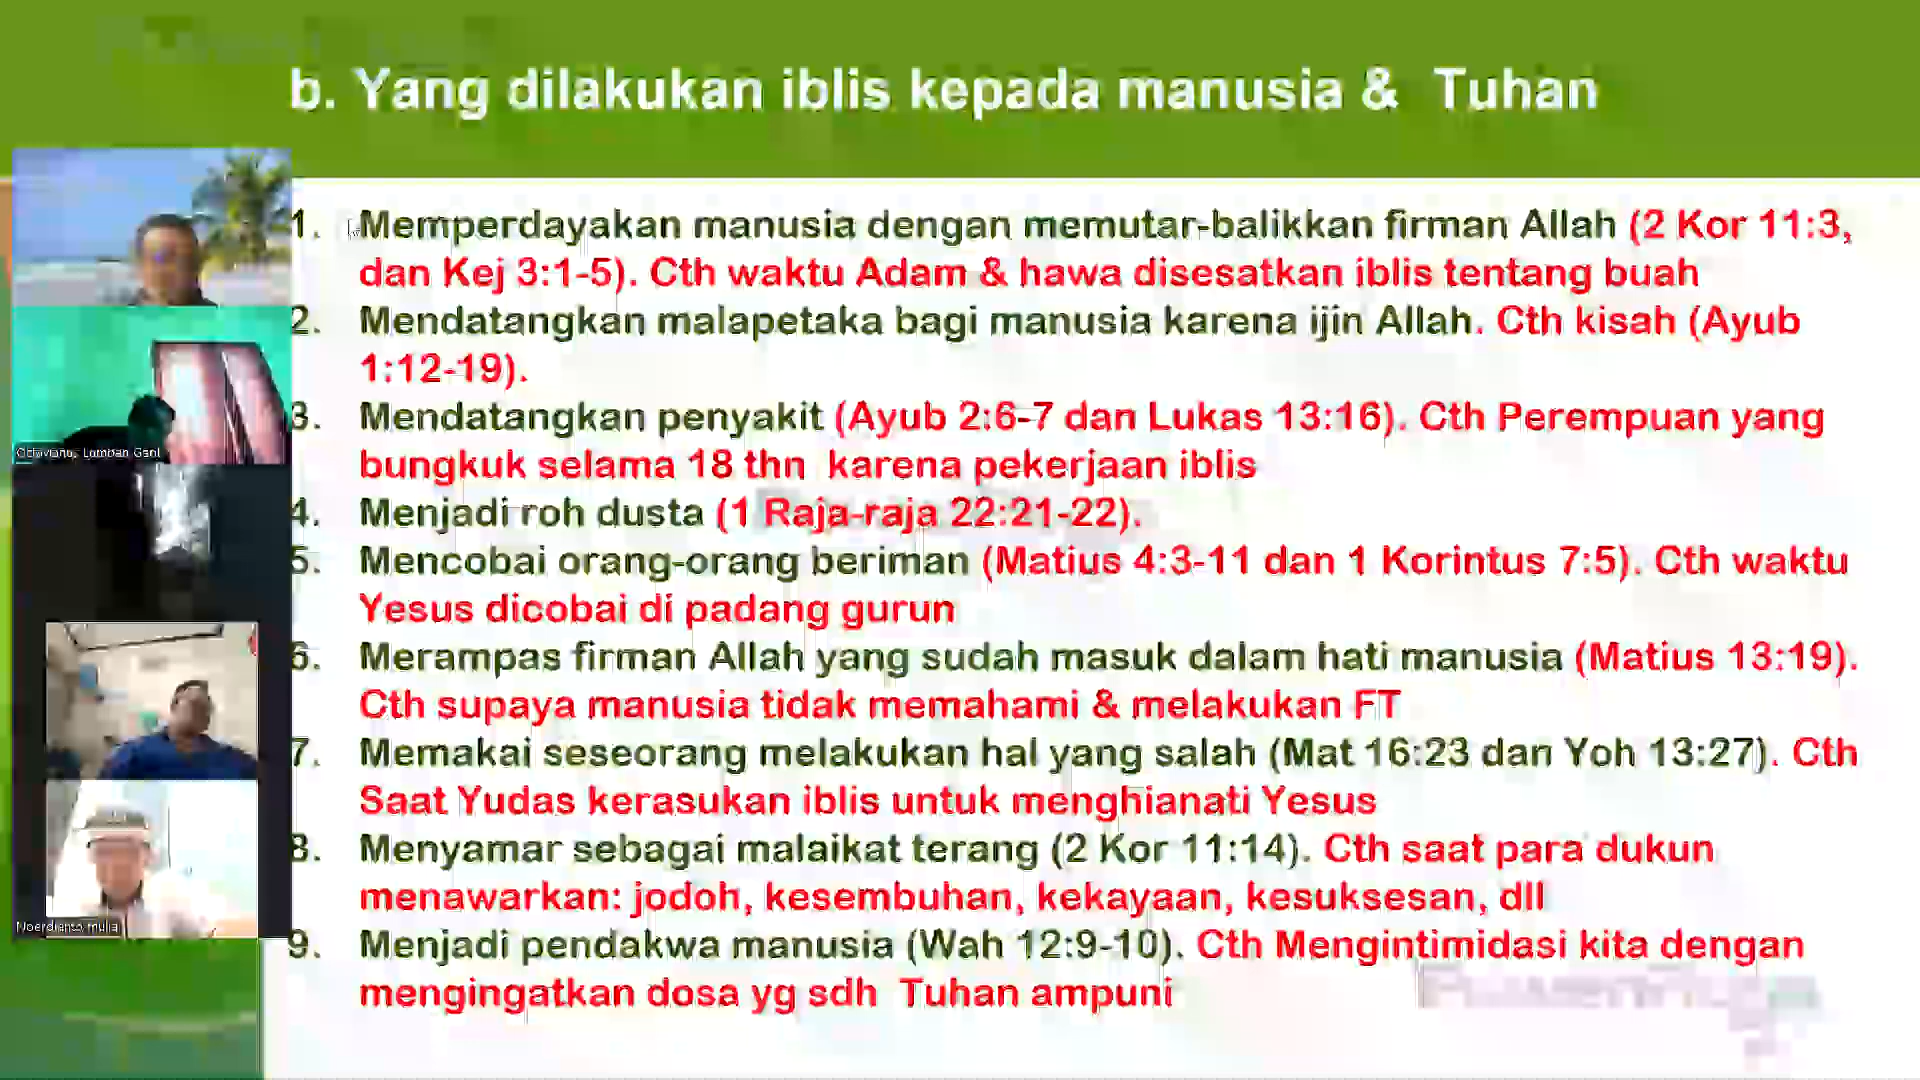 b. Yang dilakukan iblis kepada manusia & Tuhan
1. Memperdayakan manusia dengan memutar-balikkan firman Allah (2 Kor 11:3,
dan Kej 3:1-5). Cth waktu Adam & hawa disesatkan iblis tentang buah
2. Mendatangkan malapetaka bagi manusia karena ijin Allah. Cth kisah (Ayub
1:12-19).
3. Mendatangkan penyakit (Ayub 2:6-7 dan Lukas 13:16). Cth Perempuan yang
bungkuk selama 18 thn karena pekerjaan iblis
4. Menjadi roh dusta (1 Raja-raja 22:21-22).
5. Mencobai orang-orang beriman (Matius 4:3-11 dan 1 Korintus 7:5). Cth waktu
Yesus dicobai di padang gurun
6. Merampas firman Allah yang sudah masuk dalam hati manusia (Matius 13:19).
Cth supaya manusia tidak memahami & melakukan FT
7. Memakai seseorang melakukan hal yang salah (Mat 16:23 dan Yoh 13:27). Cth
Saat Yudas kerasukan iblis untuk menghianati Yesus
8. Menyamar sebagai malaikat terang (2 Kor 11:14). Cth saat para dukun
menawarkan: jodoh, kesembuhan, kekayaan, kesuksesan, dll
9. Menjadi pendakwa manusia (Wah 12:9-10). Cth Mengintimidasi kita dengan
mengingatkan dosa yg sdh Tuhan ampuni
Noerdianto mulia